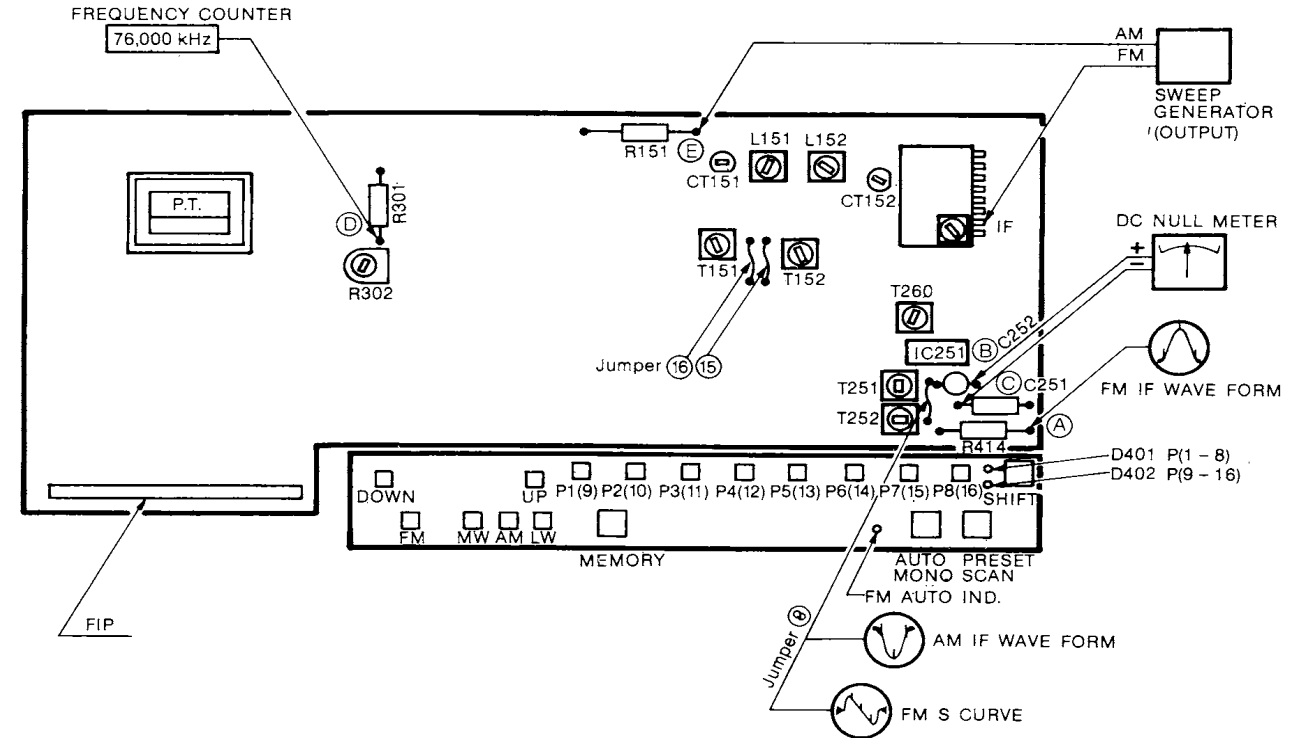 FREQUENCY COUNTER
76,000 kHz
AM
FM
SWEEP
GENERATOR
(OUTPUT)
R151
E
L151
L152
CT151
CT152
IF
P.T.
R301
D
R302
T151
T152
Jumper 16 15
DC NULL METER
+
−
T260
IC251
B C252
T251
C C251
T252
A
R414
FM IF WAVE FORM
D401 P(1 – 8)
D402 P(9 – 16)
DOWN
UP
P1(9)
P2(10)
P3(11)
P4(12)
P5(13)
P6(14)
P7(15)
P8(16)
SHIFT
FM
MW
AM
LW
MEMORY
AUTO
MONO
PRESET
SCAN
FM AUTO IND.
FIP
Jumper 8
AM IF WAVE FORM
FM S CURVE